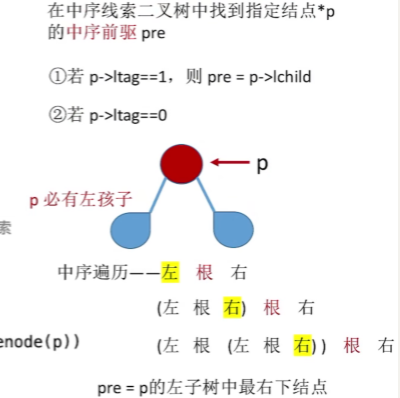 在中序线索二叉树中找到指定结点*p
的中序前驱 pre
①若 p->ltag==1，则 pre = p->lchild
②若 p->ltag==0
p
p 必有左孩子
索
中序遍历——左 根 右
(左 根 右) 根 右
enode(p))
(左 根 (左 根 右)) 根 右
pre = p的左子树中最右下结点